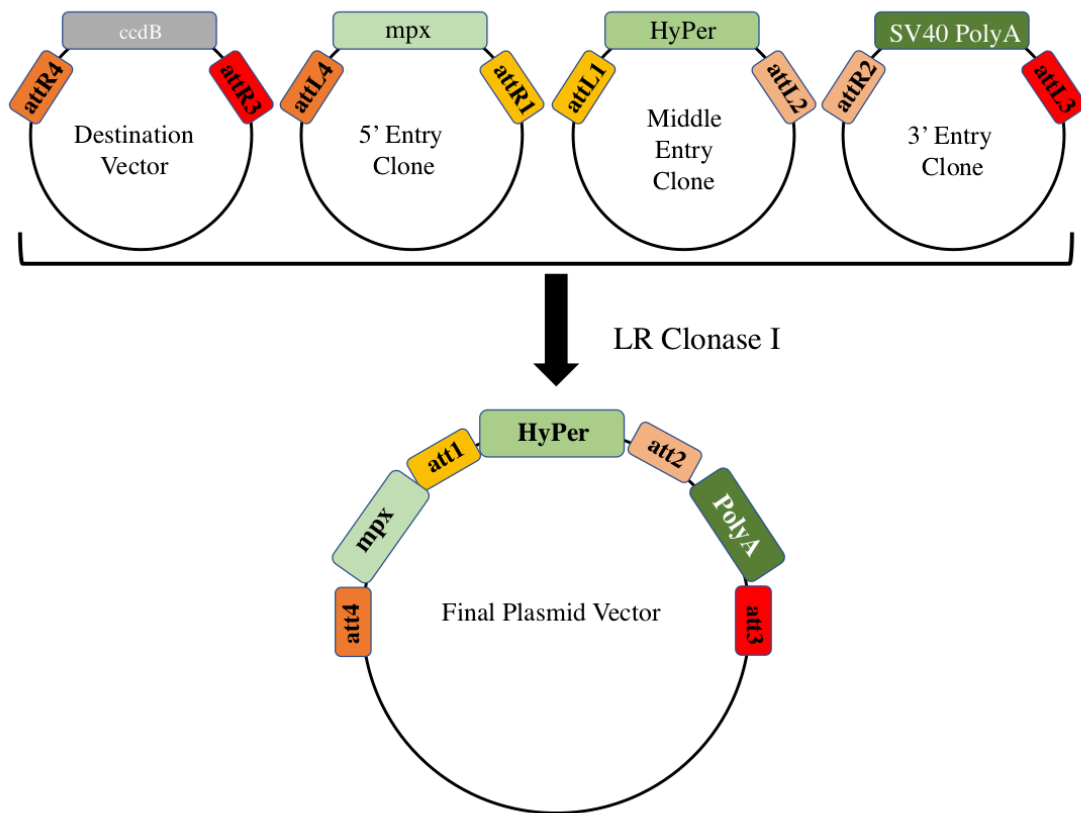 ccdB
attR4
attR3
Destination
Vector
mpx
attL4
attR1
5’ Entry
Clone
HyPer
attL1
attL2
Middle
Entry
Clone
SV40 PolyA
attR2
attL3
3’ Entry
Clone
LR Clonase I
HyPer
att1
att2
mpx
PolyA
att4
att3
Final Plasmid Vector